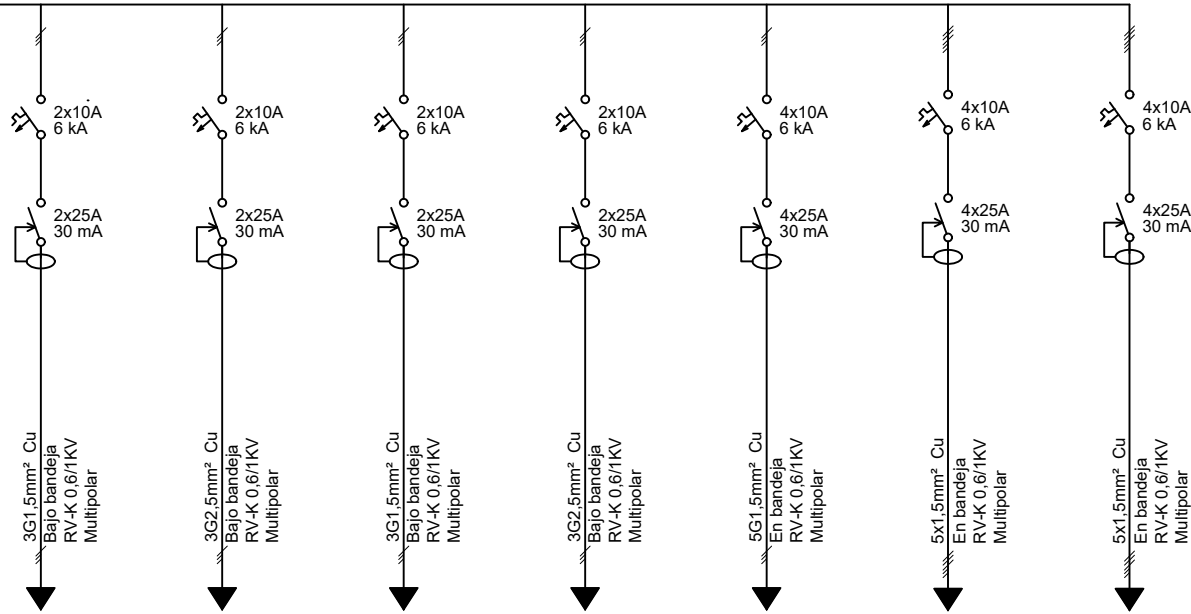 2x10A
6 kA
2x25A
30 mA
3G1,5mm² Cu
Bajo bandeja
RV-K 0,6/1KV
Multipolar
2x10A
6 kA
2x25A
30 mA
3G2,5mm² Cu
Bajo bandeja
RV-K 0,6/1KV
Multipolar
2x10A
6 kA
2x25A
30 mA
3G1,5mm² Cu
Bajo bandeja
RV-K 0,6/1KV
Multipolar
2x10A
6 kA
2x25A
30 mA
3G2,5mm² Cu
Bajo bandeja
RV-K 0,6/1KV
Multipolar
4x10A
6 kA
4x25A
30 mA
5G1,5mm² Cu
En bandeja
RV-K 0,6/1KV
Multipolar
4x10A
6 kA
4x25A
30 mA
5x1,5mm² Cu
En bandeja
RV-K 0,6/1KV
Multipolar
4x10A
6 kA
4x25A
30 mA
5x1,5mm² Cu
En bandeja
RV-K 0,6/1KV
Multipolar